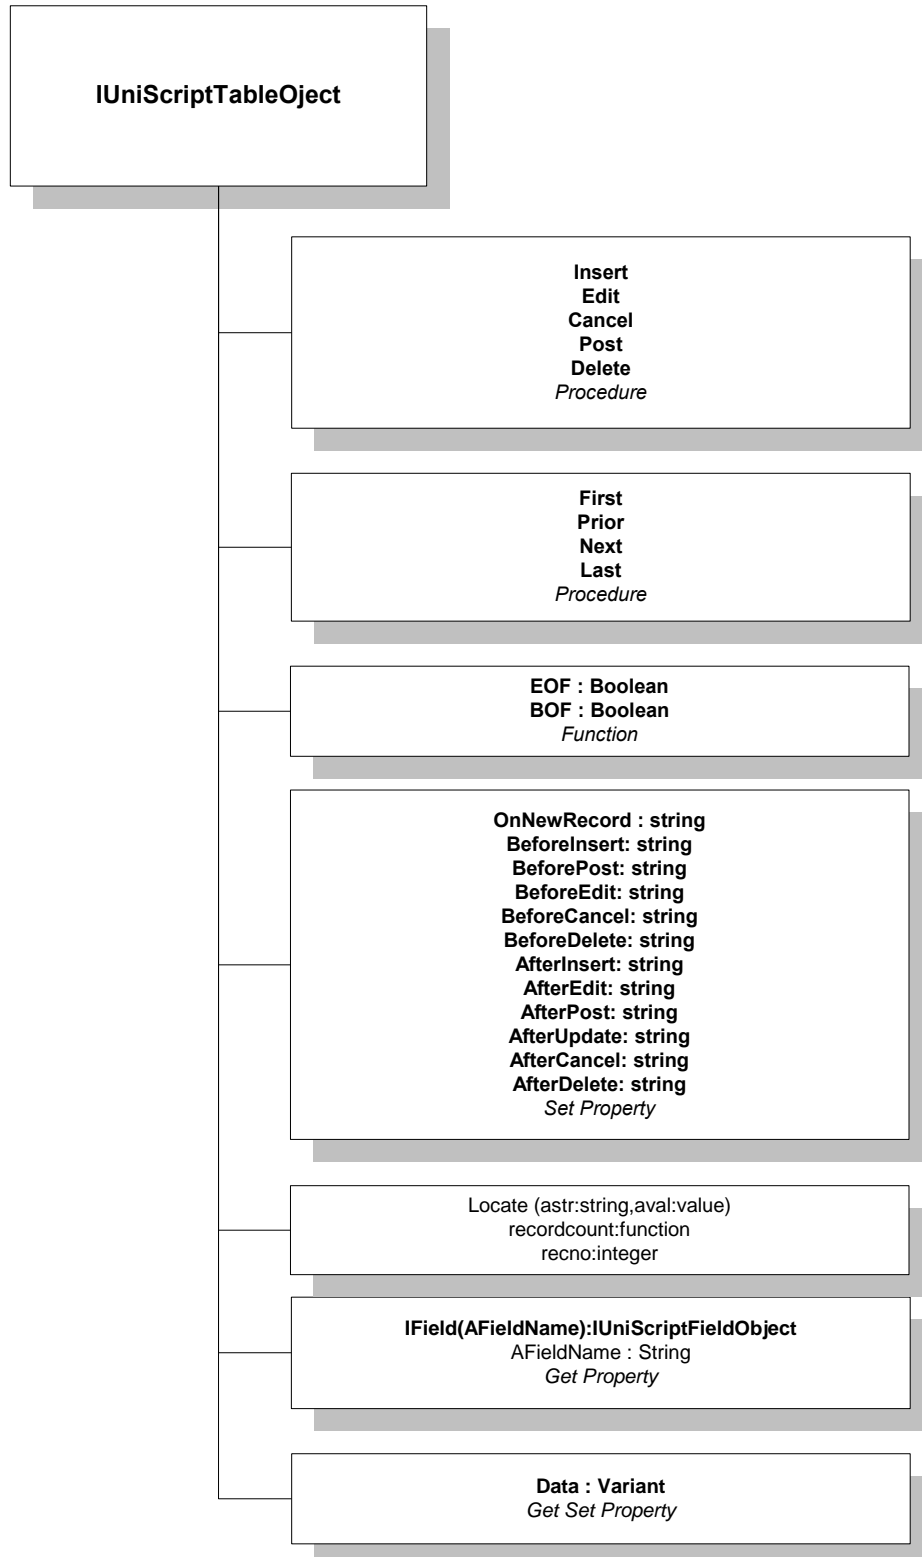 IUniScriptTableOject
Insert
Edit
Cancel
Post
Delete
Procedure
First
Prior
Next
Last
Procedure
EOF : Boolean
BOF : Boolean
Function
OnNewRecord : string
BeforeInsert: string
BeforePost: string
BeforeEdit: string
BeforeCancel: string
BeforeDelete: string
AfterInsert: string
AfterEdit: string
AfterPost: string
AfterUpdate: string
AfterCancel: string
AfterDelete: string
Set Property
Locate (astr:string,aval:value)
recordcount:function
recno:integer
IField(AFieldName):IUniScriptFieldObject
AFieldName : String
Get Property
Data : Variant
Get Set Property